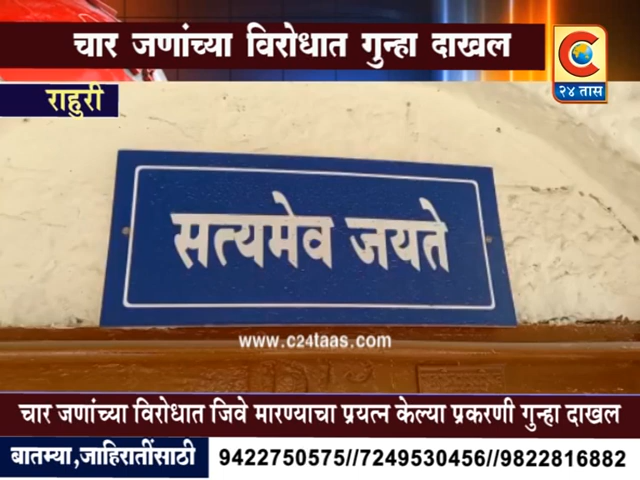 चार जणांच्या विरोधात गुन्हा दाखल
C
२४ तास
राहुरी
सत्यमेव जयते
www.c24taas.com
चार जणांच्या विरोधात जिवे मारण्याचा प्रयत्न केल्या प्रकरणी गुन्हा दाखल
बातम्या,जाहिरातींसाठी 9422750575//7249530456//9822816882